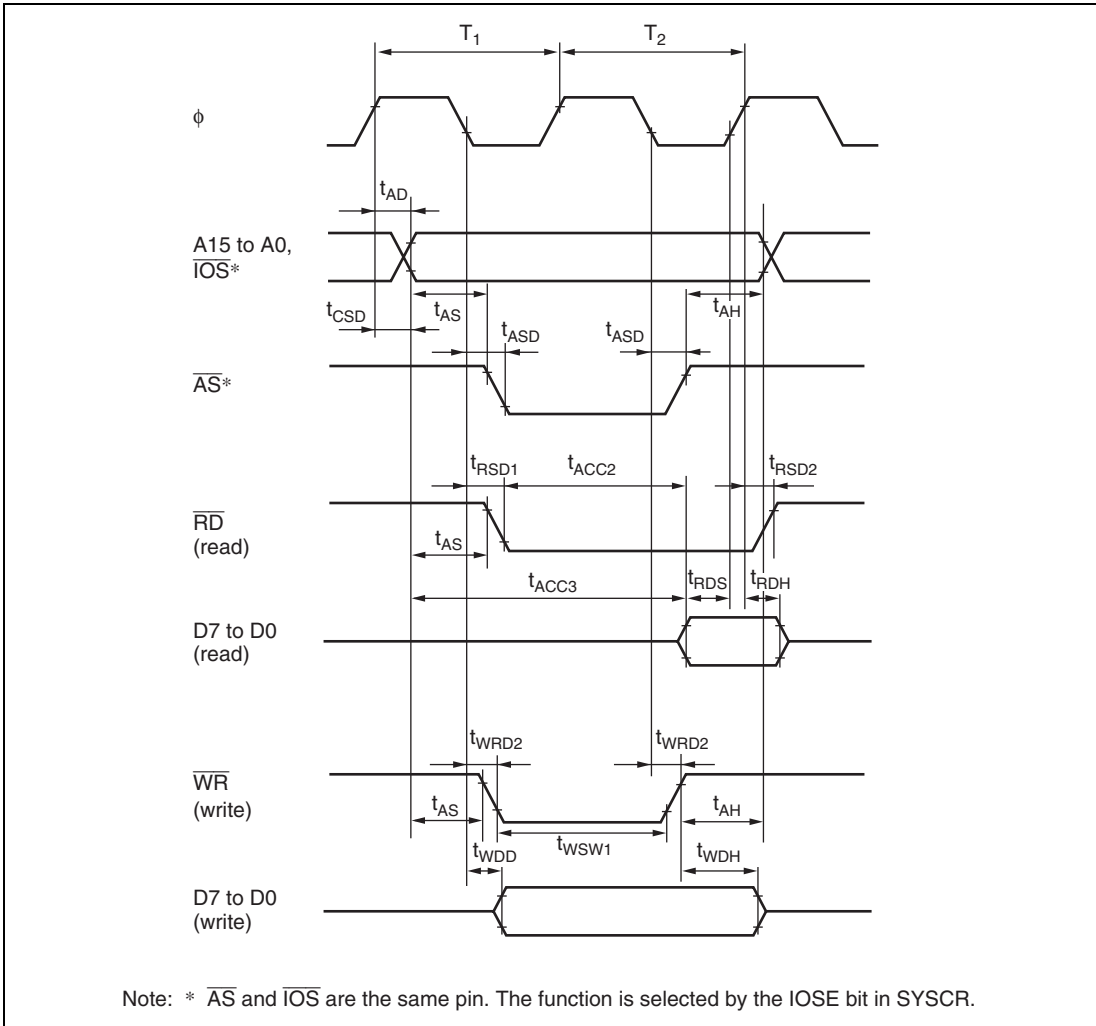 T1 T2
ϕ
tAD
A15 to A0,
IOS*
tCSD tAS tAH
tASD tASD
AS*
tRSD1 tACC2 tRSD2
RD
(read)
tAS
tACC3 tRDS tRDH
D7 to D0
(read)
tWRD2 tWRD2
WR
(write)
tAS tAH
tWSW1
tWDD tWDH
D7 to D0
(write)
Note: * AS and IOS are the same pin. The function is selected by the IOSE bit in SYSCR.